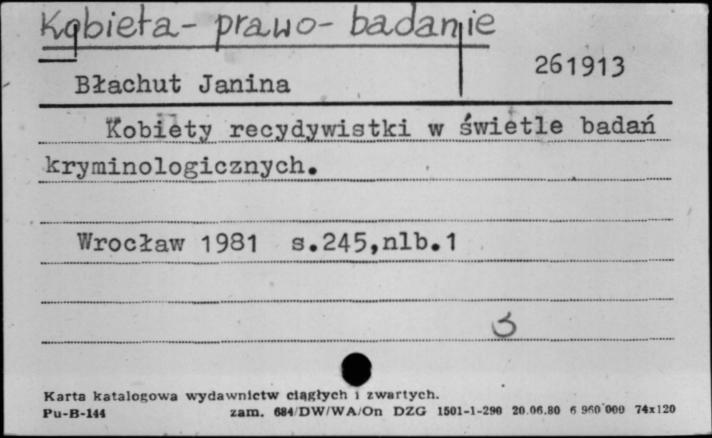 Kobieta - prawo - badanie
261913
Błachut Janina
Kobiety recydywistki w świetle badań
kryminologicznych.
Wrocław 1981 s.245,nlb.1
Karta katalogowa wydawnictw ciągłych i zwartych.
Pu-B-144 zam. 684/DW/WA/On DZG 1501-1-290 20.06.80 6 960 000 74x120